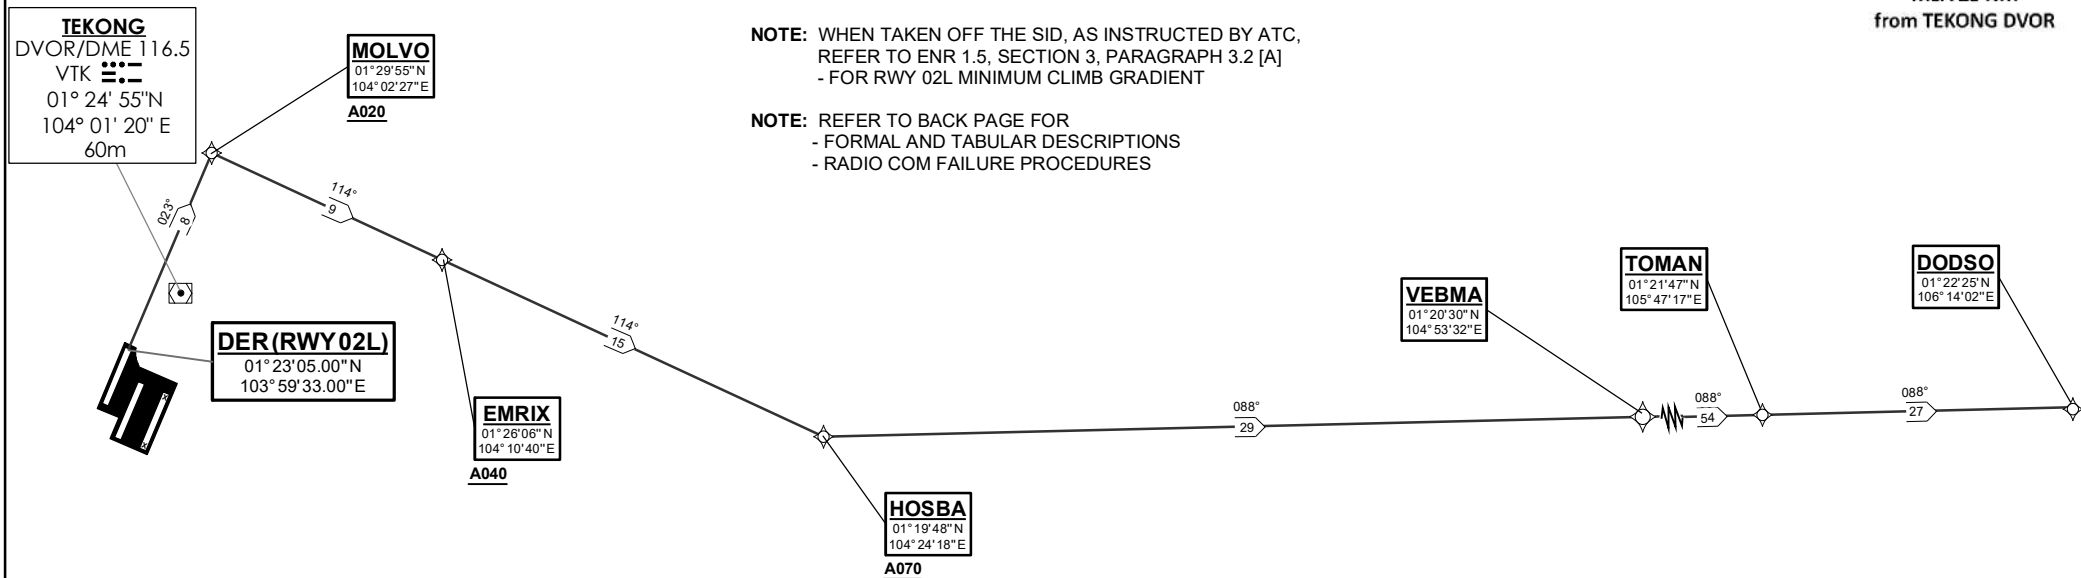 from TEKONG DVOR
TEKONG
DVOR/DME 116.5
VTK
01° 24' 55"N
104° 01' 20" E
60m
MOLVO
01°29'55"N
104°02'27"E
A020
NOTE: WHEN TAKEN OFF THE SID, AS INSTRUCTED BY ATC,
REFER TO ENR 1.5, SECTION 3, PARAGRAPH 3.2 [A]
- FOR RWY 02L MINIMUM CLIMB GRADIENT
NOTE: REFER TO BACK PAGE FOR
- FORMAL AND TABULAR DESCRIPTIONS
- RADIO COM FAILURE PROCEDURES
023°
8
114°
9
DER (RWY 02L)
01°23'05.00"N
103°59'33.00"E
EMRIX
01°26'06"N
104°10'40"E
A040
114°
15
HOSBA
01°19'48"N
104°24'18"E
A070
088°
29
VEBMA
01°20'30"N
104°53'32"E
088°
54
TOMAN
01°21'47"N
105°47'17"E
088°
27
DODSO
01°22'25"N
106°14'02"E